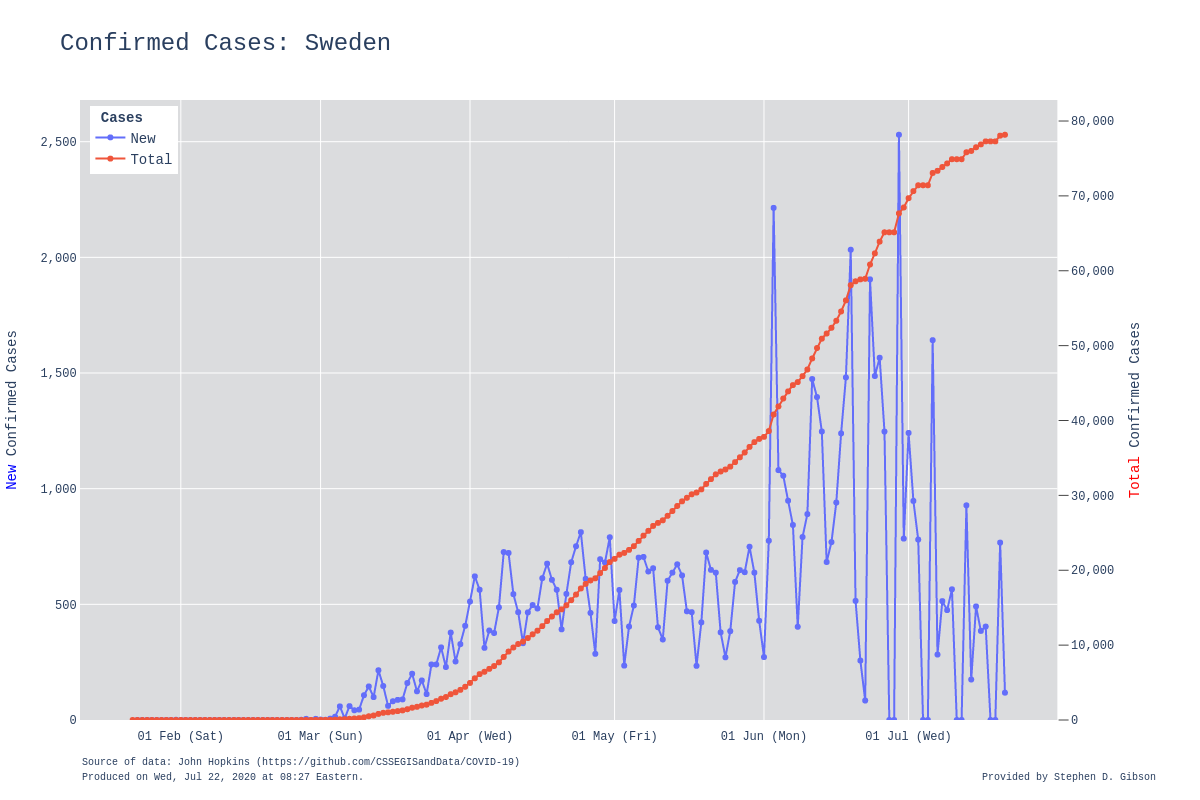 Confirmed Cases: Sweden
Cases
New
Total
2,500
2,000
1,500
1,000
500
0
80,000
70,000
60,000
50,000
40,000
30,000
20,000
10,000
0
New Confirmed Cases
Total Confirmed Cases
01 Feb (Sat)
01 Mar (Sun)
01 Apr (Wed)
01 May (Fri)
01 Jun (Mon)
01 Jul (Wed)
Source of data: John Hopkins (https://github.com/CSSEGISandData/COVID-19)
Produced on Wed, Jul 22, 2020 at 08:27 Eastern.
Provided by Stephen D. Gibson